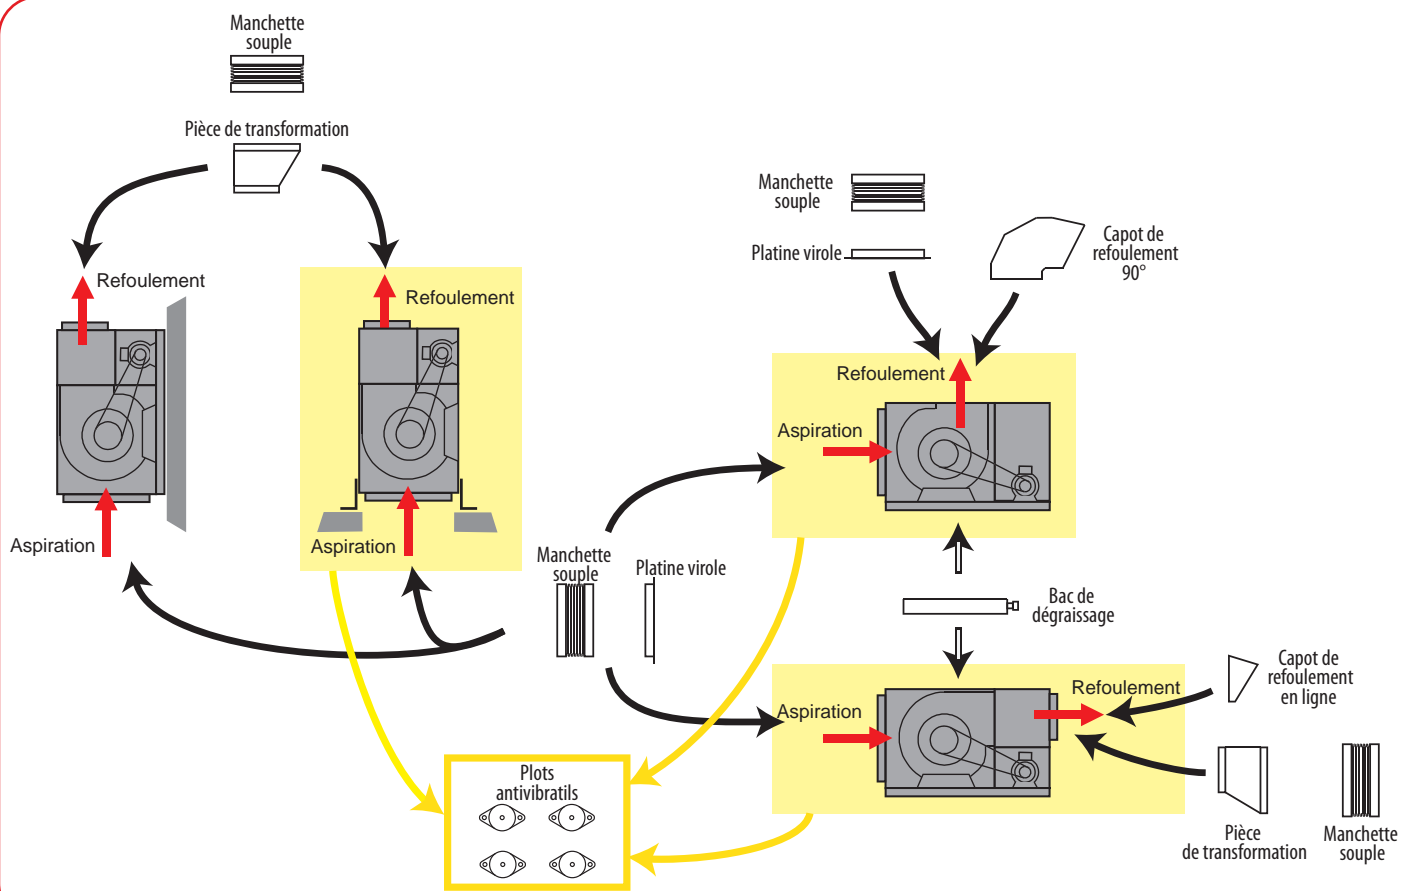 Manchette
souple
Pièce de transformation
Refoulement
Aspiration
Refoulement
Aspiration
Manchette
souple
Platine virole
Capot de
refoulement
90°
Refoulement
Aspiration
Manchette
souple
Platine virole
Bac de
dégraissage
Aspiration
Refoulement
Capot de
refoulement
en ligne
Pièce
de transformation
Manchette
souple
Plots
antivibratils